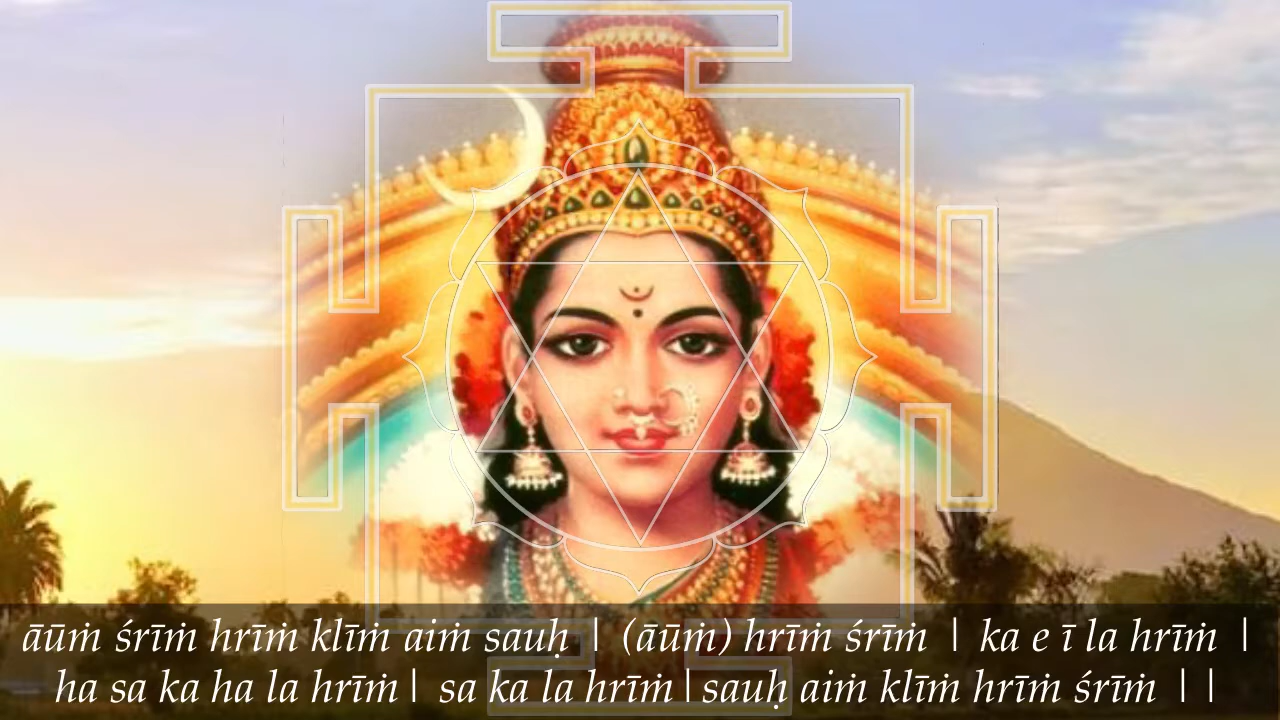 āūṁ śrīṁ hrīṁ klīṁ aiṁ sauḥ | (āūṁ) hrīṁ śrīṁ | ka e ī la hrīṁ |
ha sa ka ha la hrīṁ| sa ka la hrīṁ|sauḥ aiṁ klīṁ hrīṁ śrīṁ | |